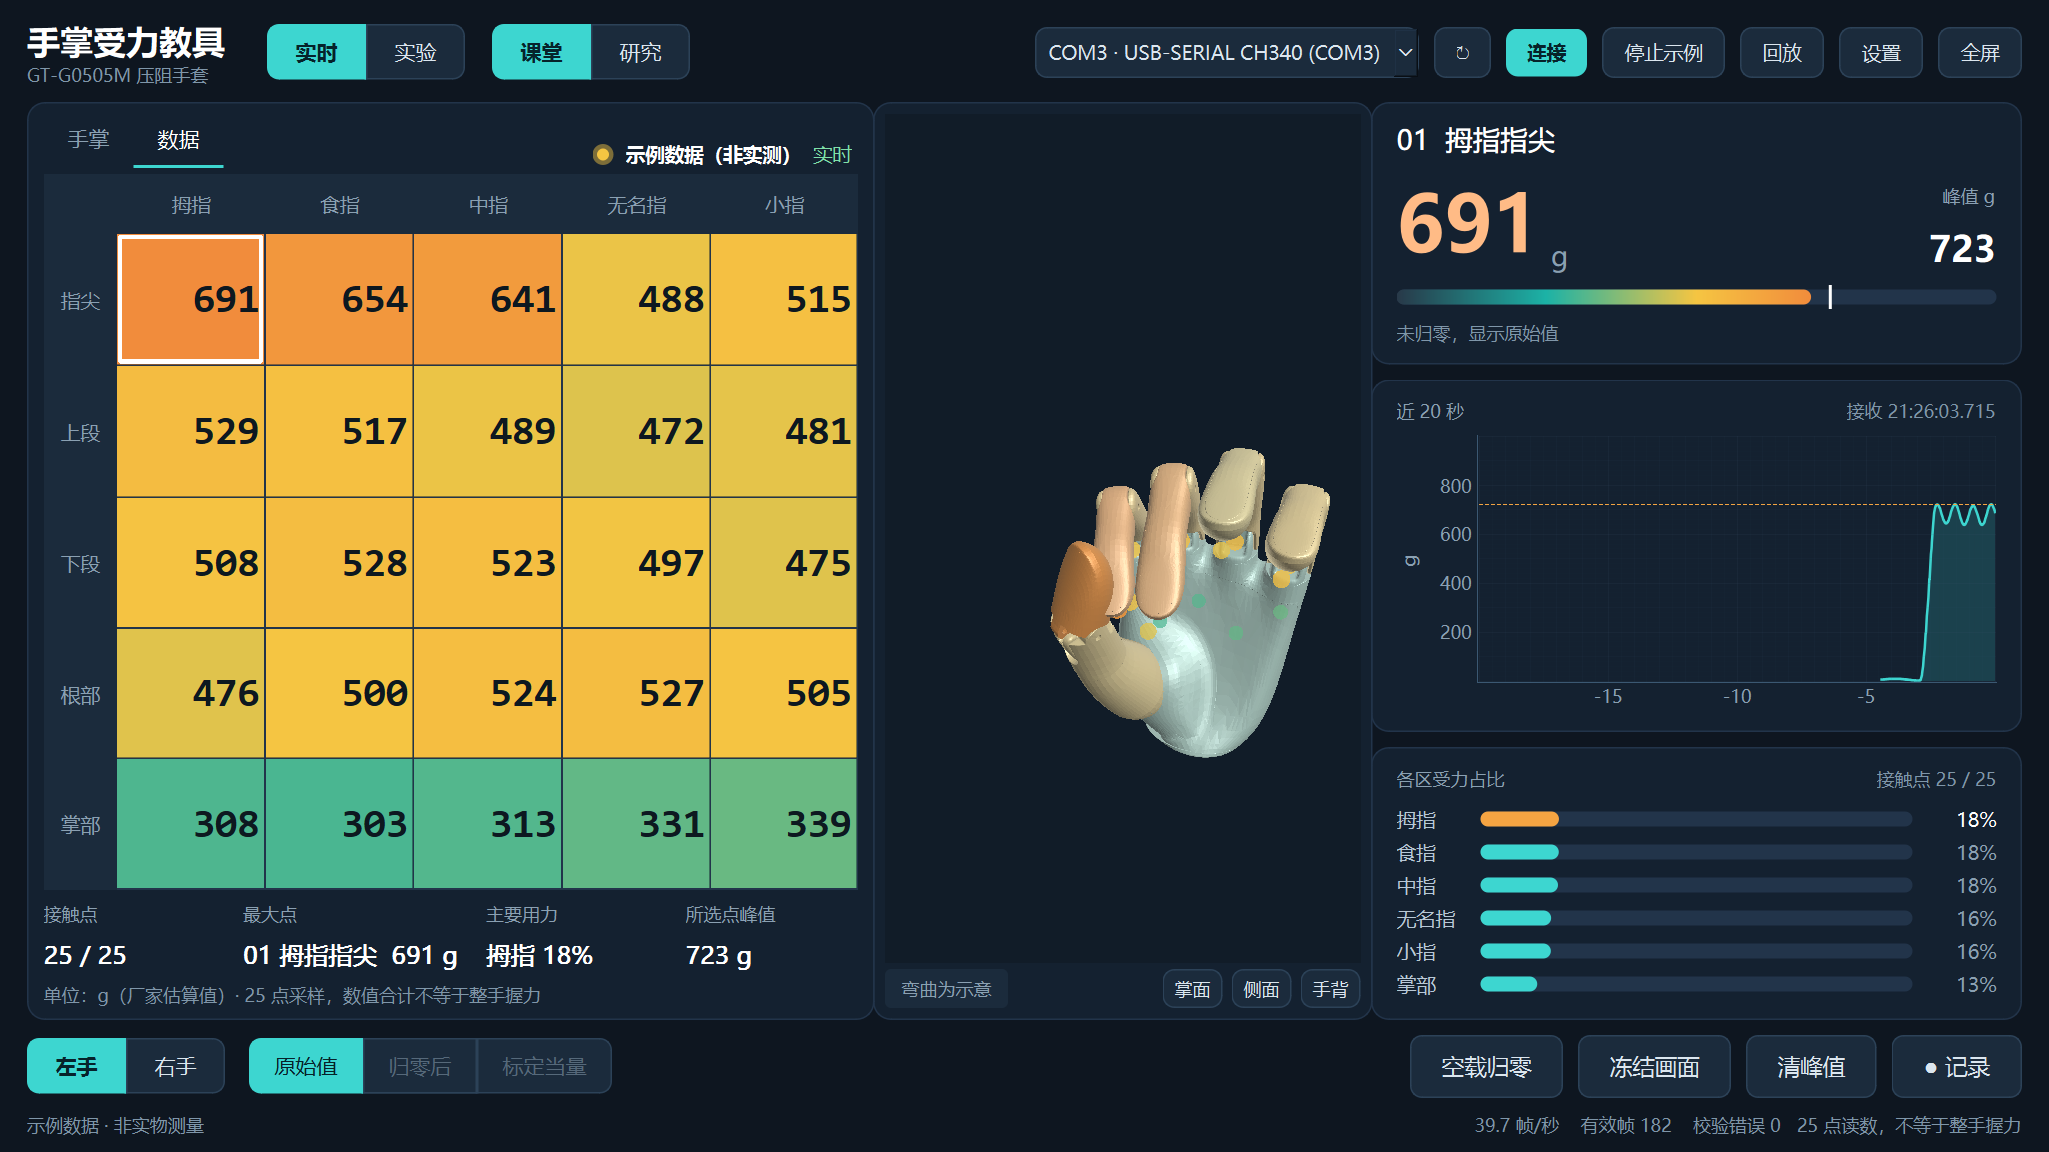 手掌受力教具
GT-G0505M 压阻手套
实时 实验 课堂 研究
COM3 · USB-SERIAL CH340 (COM3) ↻ 连接 停止示例 回放 设置 全屏
手掌 数据
示例数据（非实测） 实时
拇指 食指 中指 无名指 小指
指尖 691 654 641 488 515
上段 529 517 489 472 481
下段 508 528 523 497 475
根部 476 500 524 527 505
掌部 308 303 313 331 339
接触点 最大点 主要用力 所选点峰值
25 / 25 01 拇指指尖 691 g 拇指 18% 723 g
单位：g（厂家估算值）· 25 点采样，数值合计不等于整手握力
弯曲为示意 掌面 侧面 手背
01 拇指指尖
691 g
峰值 g
723
未归零，显示原始值
近 20 秒 接收 21:26:03.715
800
600
400
200
g
-15 -10 -5
各区受力占比 接触点 25 / 25
拇指 18%
食指 18%
中指 18%
无名指 16%
小指 16%
掌部 13%
左手 右手 原始值 归零后 标定当量
空载归零 冻结画面 清峰值 ● 记录
示例数据 · 非实物测量
39.7 帧/秒 有效帧 182 校验错误 0 25 点读数，不等于整手握力